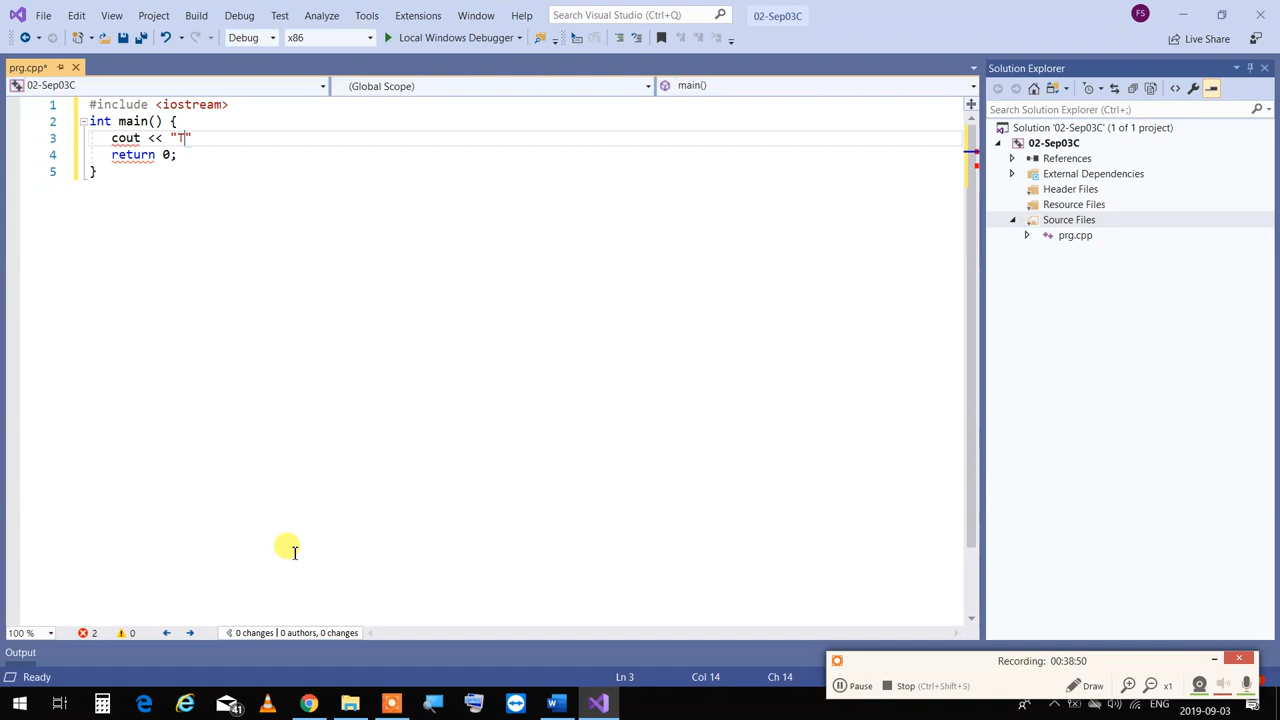 File Edit View Project Build Debug Test Analyze Tools Extensions Window Help Search Visual Studio (Ctrl+Q) 02-Sep03C FS
Debug x86 Local Windows Debugger Live Share
prg.cpp*
02-Sep03C (Global Scope) main()
1 #include <iostream>
2 int main() {
3 cout << "T"
4 return 0;
5 }
Solution Explorer
Search Solution Explorer (Ctrl+;)
Solution '02-Sep03C' (1 of 1 project)
02-Sep03C
References
External Dependencies
Header Files
Resource Files
Source Files
prg.cpp
100 % 2 0 0 changes | 0 authors, 0 changes
Output
Ready Ln 3 Col 14 Ch 14
Recording: 00:38:50
Pause Stop (Ctrl+Shift+S) Draw x1
41 ENG 7:04 PM
2019-09-03